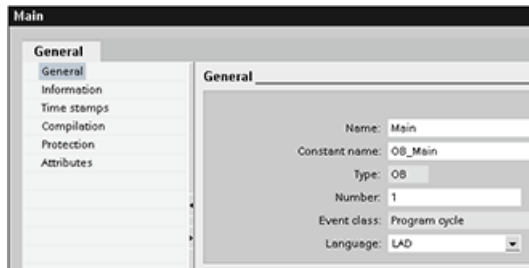 Main
General
General
Information
Time stamps
Compilation
Protection
Attributes
General
Name: Main
Constant name: OB_Main
Type: OB
Number: 1
Event class: Program cycle
Language: LAD